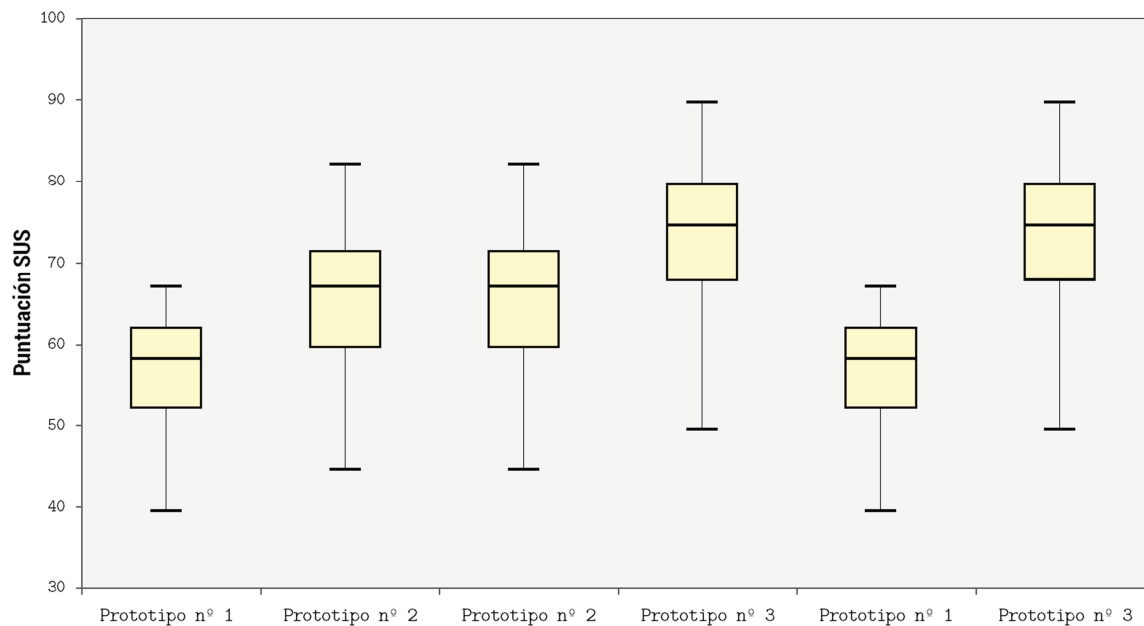 100
90
80
70
60
50
40
30
Puntuación SUS
Prototipo nº 1
Prototipo nº 2
Prototipo nº 2
Prototipo nº 3
Prototipo nº 1
Prototipo nº 3